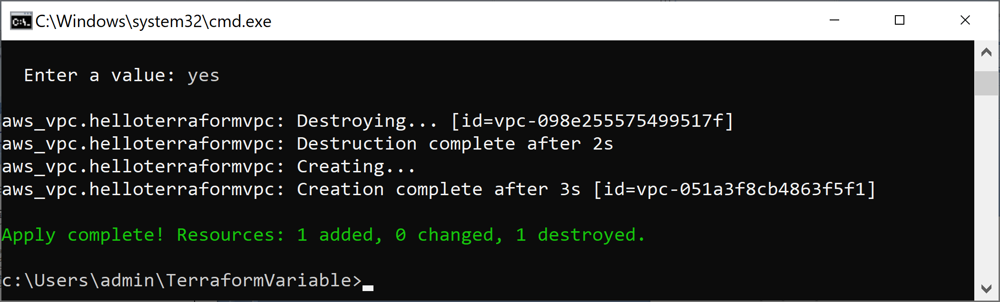 C:\Windows\system32\cmd.exe
Enter a value: yes
aws_vpc.helloterraformvpc: Destroying... [id=vpc-098e255575499517f]
aws_vpc.helloterraformvpc: Destruction complete after 2s
aws_vpc.helloterraformvpc: Creating...
aws_vpc.helloterraformvpc: Creation complete after 3s [id=vpc-051a3f8cb4863f5f1]
Apply complete! Resources: 1 added, 0 changed, 1 destroyed.
c:\Users\admin\TerraformVariable>